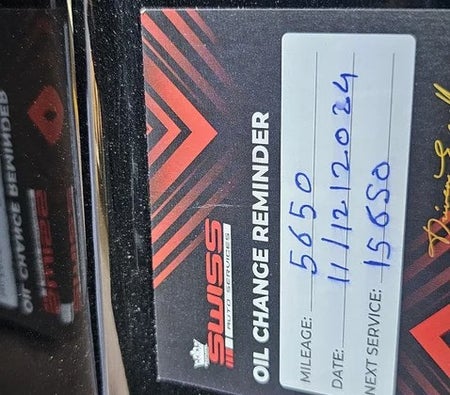 SWISS
AUTO SERVICES
OIL CHANGE REMINDER
MILEAGE: 5650
DATE: 11/12/2024
NEXT SERVICE: 15650